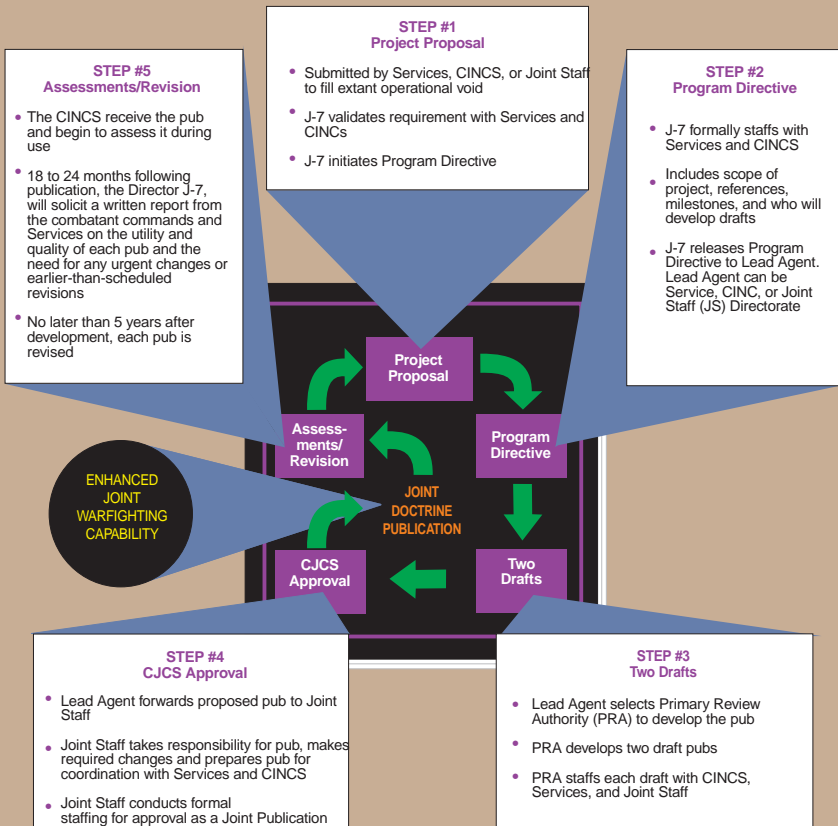 STEP #1
Project Proposal
• Submitted by Services, CINCS, or Joint Staff
to fill extant operational void
• J-7 validates requirement with Services and
CINCs
• J-7 initiates Program Directive
STEP #2
Program Directive
• J-7 formally staffs with
Services and CINCS
• Includes scope of
project, references,
milestones, and who will
develop drafts
• J-7 releases Program
Directive to Lead Agent.
Lead Agent can be
Service, CINC, or Joint
Staff (JS) Directorate
STEP #3
Two Drafts
• Lead Agent selects Primary Review
Authority (PRA) to develop the pub
• PRA develops two draft pubs
• PRA staffs each draft with CINCS,
Services, and Joint Staff
STEP #4
CJCS Approval
• Lead Agent forwards proposed pub to Joint
Staff
• Joint Staff takes responsibility for pub, makes
required changes and prepares pub for
coordination with Services and CINCS
• Joint Staff conducts formal
staffing for approval as a Joint Publication
STEP #5
Assessments/Revision
• The CINCS receive the pub
and begin to assess it during
use
• 18 to 24 months following
publication, the Director J-7,
will solicit a written report from
the combatant commands and
Services on the utility and
quality of each pub and the
need for any urgent changes or
earlier-than-scheduled
revisions
• No later than 5 years after
development, each pub is
revised
Project
Proposal
Program
Directive
Two
Drafts
CJCS
Approval
Assess-
ments/
Revision
JOINT
DOCTRINE
PUBLICATION
ENHANCED
JOINT
WARFIGHTING
CAPABILITY